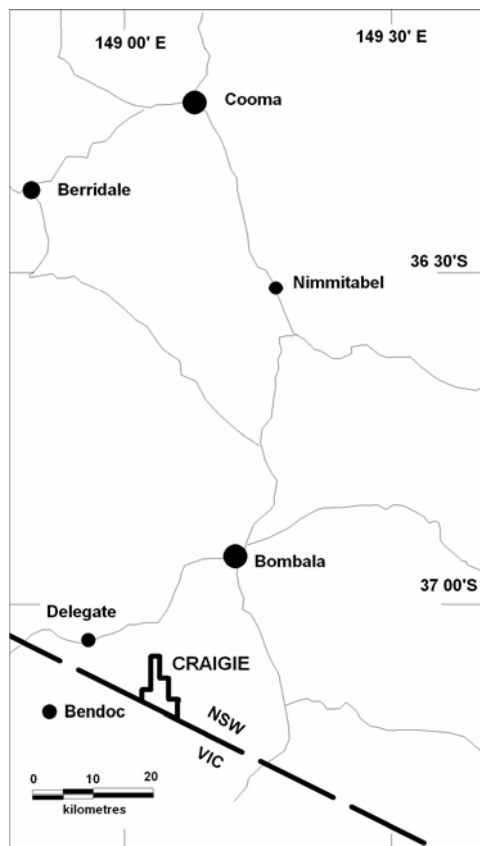 149 00' E
149 30' E
Cooma
Berridale
36 30'S
Nimmitabel
Bombala
37 00'S
Delegate
CRAIGIE
Bendoc
NSW
VIC
0 10 20
kilometres